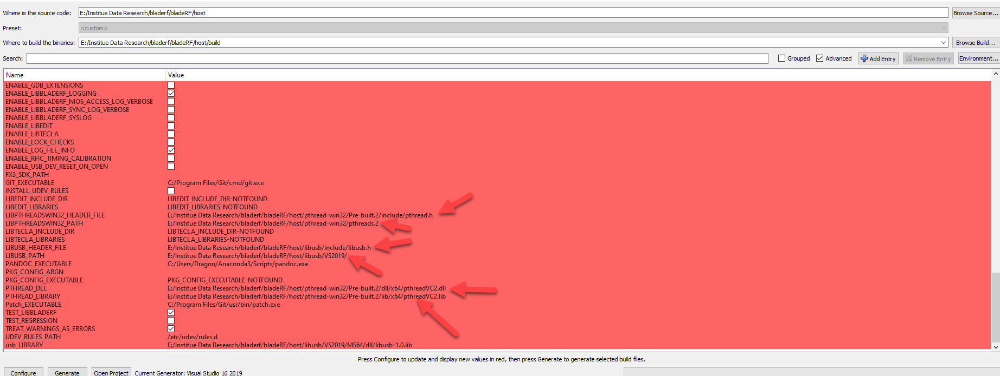 Where is the source code: E:/Institue Data Research/bladerf/bladeRF/host Browse Source...
Preset: <custom>
Where to build the binaries: E:/Institue Data Research/bladerf/bladeRF/host/build Browse Build...
Search: Grouped Advanced Add Entry Remove Entry Environment...
Name Value
ENABLE_GDB_EXTENSIONS
ENABLE_LIBBLADERF_LOGGING
ENABLE_LIBBLADERF_NIOS_ACCESS_LOG_VERBOSE
ENABLE_LIBBLADERF_SYNC_LOG_VERBOSE
ENABLE_LIBBLADERF_SYSLOG
ENABLE_LIBEDIT
ENABLE_LIBTECLA
ENABLE_LOCK_CHECKS
ENABLE_LOG_FILE_INFO
ENABLE_RFIC_TIMING_CALIBRATION
ENABLE_USB_DEV_RESET_ON_OPEN
FX3_SDK_PATH
GIT_EXECUTABLE C:/Program Files/Git/cmd/git.exe
INSTALL_UDEV_RULES
LIBEDIT_INCLUDE_DIR LIBEDIT_INCLUDE_DIR-NOTFOUND
LIBEDIT_LIBRARIES LIBEDIT_LIBRARIES-NOTFOUND
LIBPTHREADSWIN32_HEADER_FILE E:/Institue Data Research/bladerf/bladeRF/host/pthread-win32/Pre-built.2/include/pthread.h
LIBPTHREADSWIN32_PATH E:/Institue Data Research/bladerf/bladeRF/host/pthread-win32/pthreads.2
LIBTECLA_INCLUDE_DIR LIBTECLA_INCLUDE_DIR-NOTFOUND
LIBTECLA_LIBRARIES LIBTECLA_LIBRARIES-NOTFOUND
LIBUSB_HEADER_FILE E:/Institue Data Research/bladerf/bladeRF/host/libusb/include/libusb.h
LIBUSB_PATH E:/Institue Data Research/bladerf/bladeRF/host/libusb/VS2019/
PANDOC_EXECUTABLE C:/Users/Dragon/Anaconda3/Scripts/pandoc.exe
PKG_CONFIG_ARGN
PKG_CONFIG_EXECUTABLE PKG_CONFIG_EXECUTABLE-NOTFOUND
PTHREAD_DLL E:/Institue Data Research/bladerf/bladeRF/host/pthread-win32/Pre-built.2/dll/x64/pthreadVC2.dll
PTHREAD_LIBRARY E:/Institue Data Research/bladerf/bladeRF/host/pthread-win32/Pre-built.2/lib/x64/pthreadVC2.lib
Patch_EXECUTABLE C:/Program Files/Git/usr/bin/patch.exe
TEST_LIBBLADERF
TEST_REGRESSION
TREAT_WARNINGS_AS_ERRORS
UDEV_RULES_PATH /etc/udev/rules.d
usb_LIBRARY E:/Institue Data Research/bladerf/bladeRF/host/libusb/VS2019/MS64/dll/libusb-1.0.lib
Press Configure to update and display new values in red, then press Generate to generate selected build files.
Configure Generate Open Project Current Generator: Visual Studio 16 2019